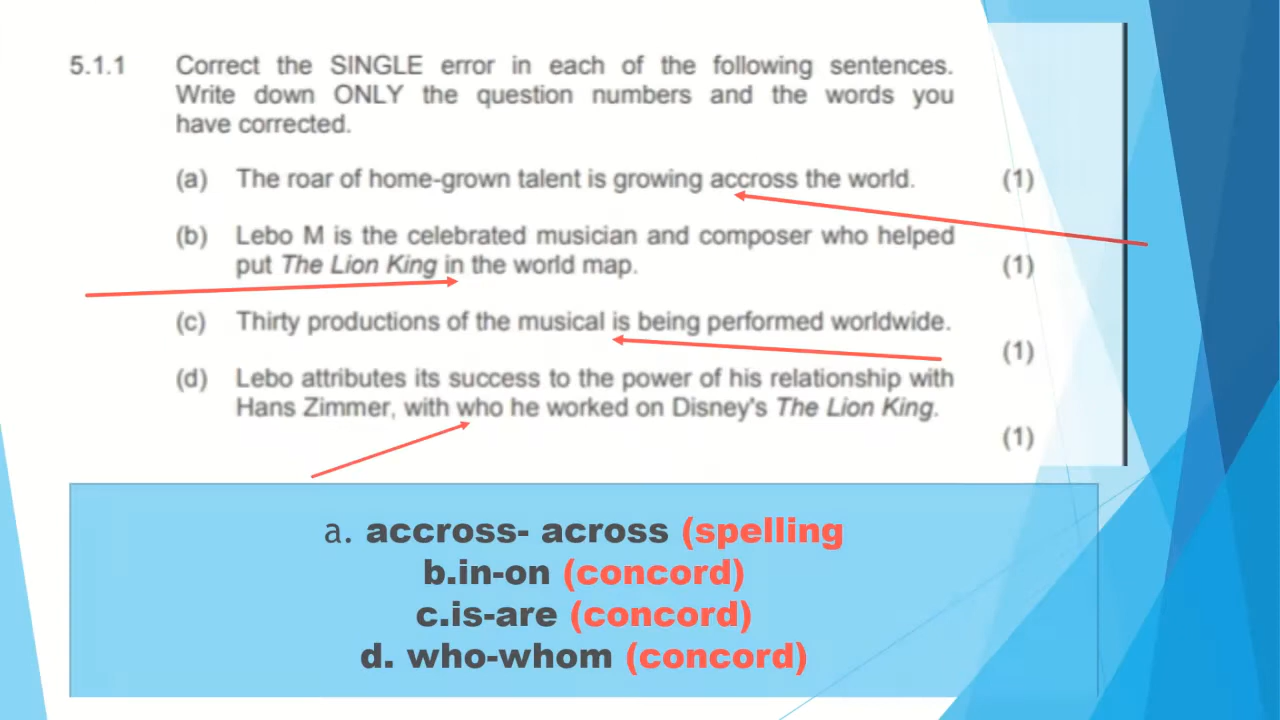 5.1.1 Correct the SINGLE error in each of the following sentences.
Write down ONLY the question numbers and the words you
have corrected.
(a) The roar of home-grown talent is growing accross the world. (1)
(b) Lebo M is the celebrated musician and composer who helped
put The Lion King in the world map. (1)
(c) Thirty productions of the musical is being performed worldwide.
(1)
(d) Lebo attributes its success to the power of his relationship with
Hans Zimmer, with who he worked on Disney's The Lion King.
(1)
a. accross- across (spelling
b.in-on (concord)
c.is-are (concord)
d. who-whom (concord)